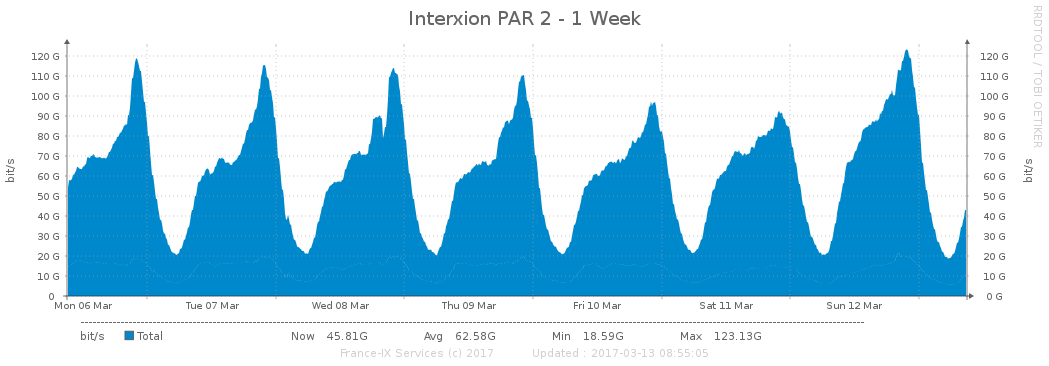 Interxion PAR 2 - 1 Week
RRDTOOL / TOBI OETIKER
120 G 120 G
110 G 110 G
100 G 100 G
90 G 90 G
80 G 80 G
70 G 70 G
60 G 60 G
50 G 50 G
40 G 40 G
30 G 30 G
20 G 20 G
10 G 10 G
0 0 G
bit/s
bit/s
Mon 06 Mar Tue 07 Mar Wed 08 Mar Thu 09 Mar Fri 10 Mar Sat 11 Mar Sun 12 Mar
bit/s Total Now 45.81G Avg 62.58G Min 18.59G Max 123.13G
France-IX Services (c) 2017 Updated : 2017-03-13 08:55:05